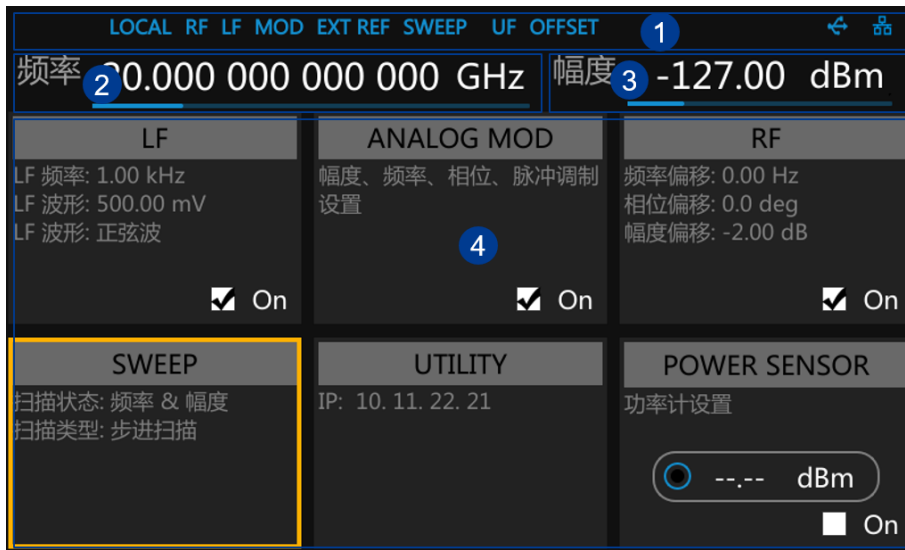 LOCAL RF LF MOD EXT REF SWEEP UF OFFSET 1
频率 2 20.000 000 000 000 GHz 幅度 3 -127.00 dBm
LF
LF 频率: 1.00 kHz
LF 波形: 500.00 mV
LF 波形: 正弦波
On
ANALOG MOD
幅度、频率、相位、脉冲调制
设置
4
On
RF
频率偏移: 0.00 Hz
相位偏移: 0.0 deg
幅度偏移: -2.00 dB
On
SWEEP
扫描状态: 频率 & 幅度
扫描类型: 步进扫描
UTILITY
IP: 10. 11. 22. 21
POWER SENSOR
功率计设置
--.-- dBm
On